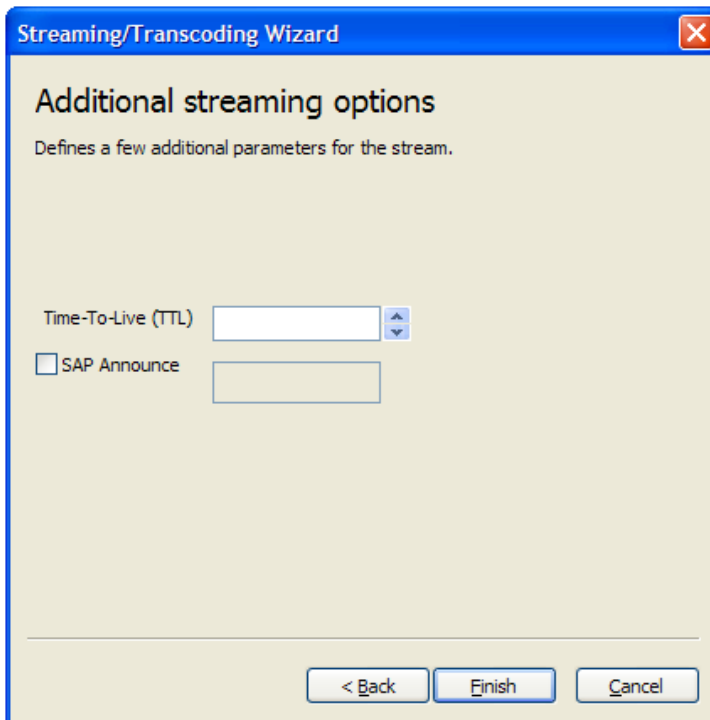 Streaming/Transcoding Wizard
Additional streaming options
Defines a few additional parameters for the stream.
Time-To-Live (TTL)
SAP Announce
< Back Finish Cancel